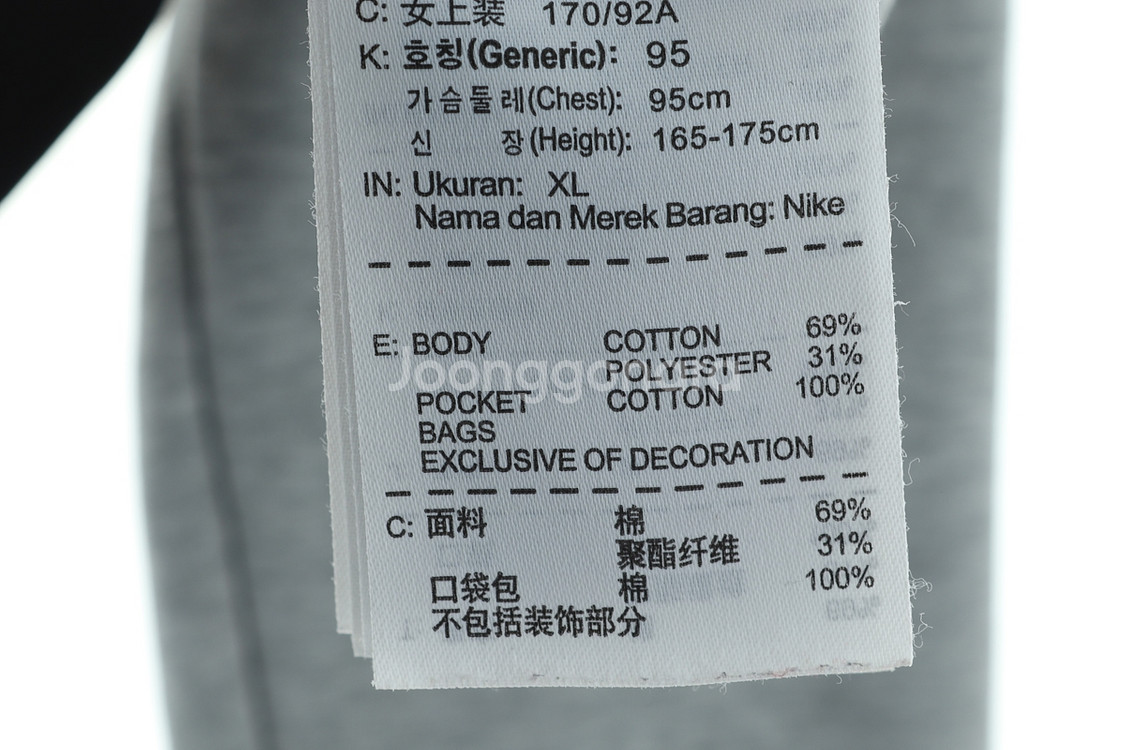 C: 女上装 170/92A
K: 호칭(Generic): 95
가슴둘레(Chest): 95cm
신 장(Height): 165-175cm
IN: Ukuran: XL
Nama dan Merek Barang: Nike
E: BODY COTTON 69%
POLYESTER 31%
POCKET COTTON 100%
BAGS
EXCLUSIVE OF DECORATION
C: 面料 棉 69%
聚酯纤维 31%
口袋包 棉 100%
不包括装饰部分